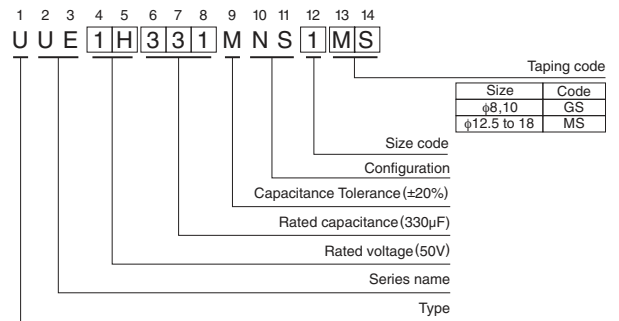 1 2 3 4 5 6 7 8 9 10 11 12 13 14
U U E 1 H 3 3 1 M N S 1 M S
Taping code
Size Code
ϕ8,10 GS
ϕ12.5 to 18 MS
Size code
Configuration
Capacitance Tolerance (±20%)
Rated capacitance (330µF)
Rated voltage (50V)
Series name
Type